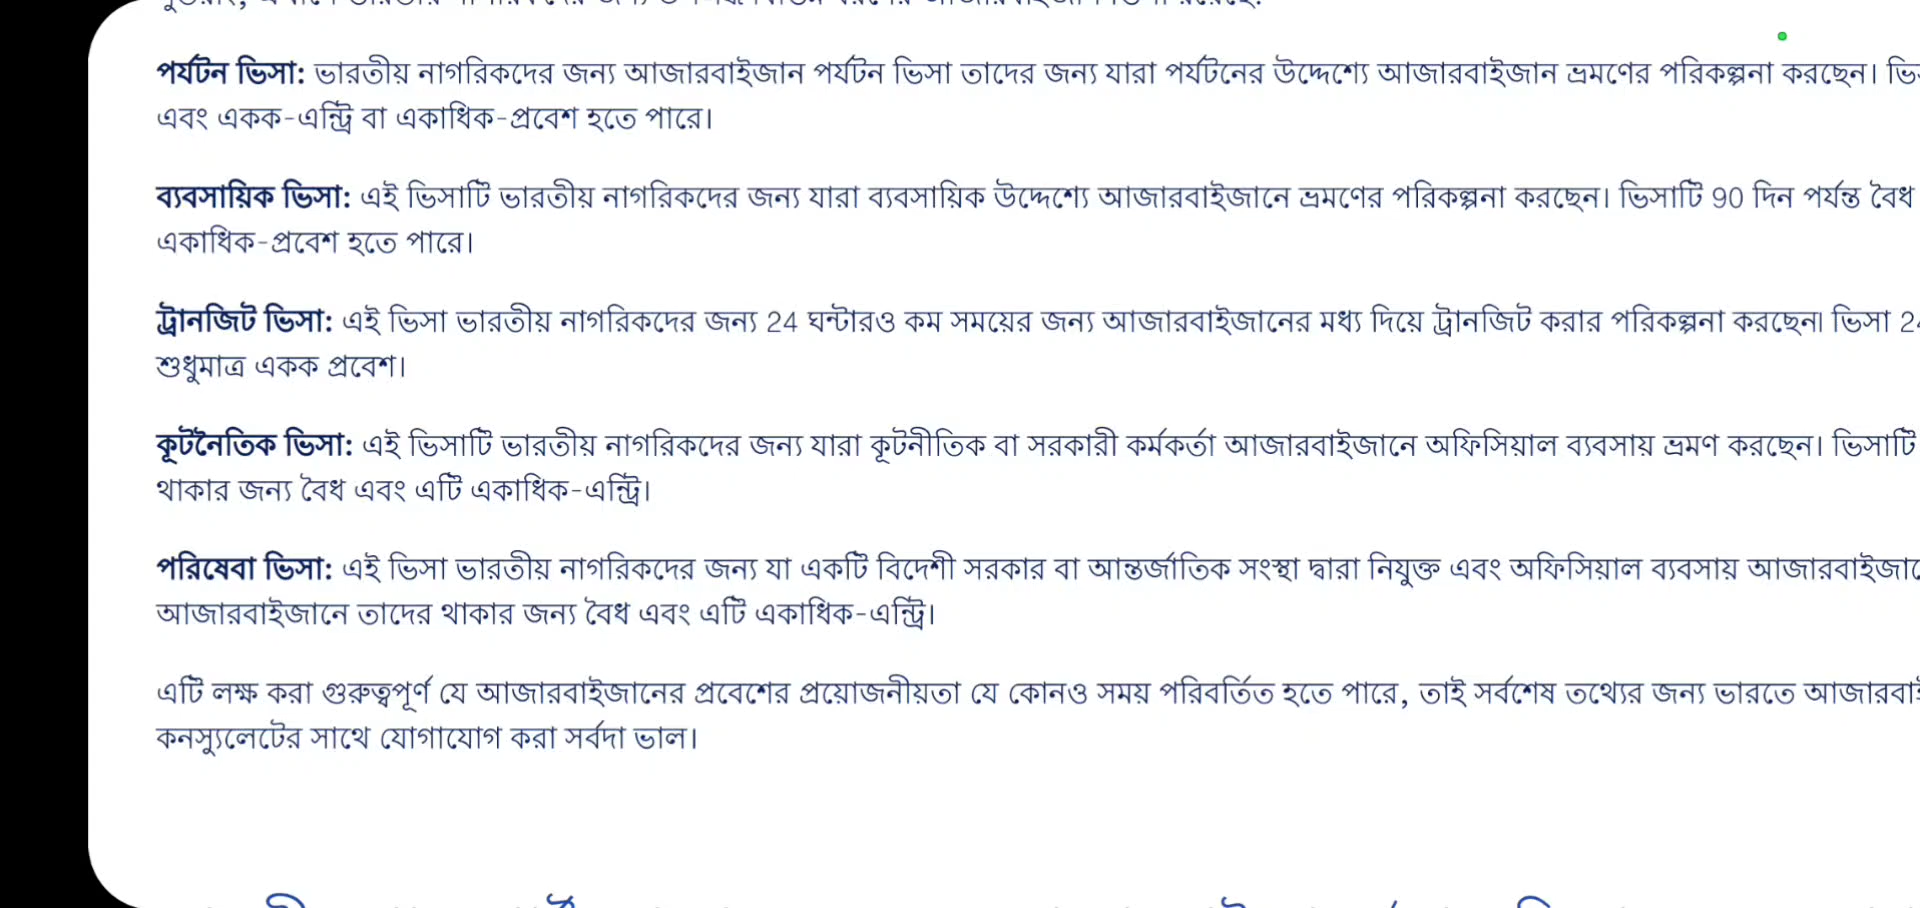 পর্যটন ভিসা: ভারতীয় নাগরিকদের জন্য আজারবাইজান পর্যটন ভিসা তাদের জন্য যারা পর্যটনের উদ্দেশ্যে আজারবাইজান ভ্রমণের পরিকল্পনা করছেন।
এবং একক-এন্ট্রি বা একাধিক-প্রবেশ হতে পারে।
ব্যবসায়িক ভিসা: এই ভিসাটি ভারতীয় নাগরিকদের জন্য যারা ব্যবসায়িক উদ্দেশ্যে আজারবাইজানে ভ্রমণের পরিকল্পনা করছেন। ভিসাটি 90 দিন পর্যন্ত বৈধ
একাধিক-প্রবেশ হতে পারে।
ট্রানজিট ভিসা: এই ভিসা ভারতীয় নাগরিকদের জন্য 24 ঘন্টারও কম সময়ের জন্য আজারবাইজানের মধ্য দিয়ে ট্রানজিট করার পরিকল্পনা করছেন৷ ভিসা
শুধুমাত্র একক প্রবেশ।
কূটনৈতিক ভিসা: এই ভিসাটি ভারতীয় নাগরিকদের জন্য যারা কূটনীতিক বা সরকারী কর্মকর্তা আজারবাইজানে অফিসিয়াল ব্যবসায় ভ্রমণ করছেন। ভিসাটি
থাকার জন্য বৈধ এবং এটি একাধিক-এন্ট্রি।
পরিষেবা ভিসা: এই ভিসা ভারতীয় নাগরিকদের জন্য যা একটি বিদেশী সরকার বা আন্তর্জাতিক সংস্থা দ্বারা নিযুক্ত এবং অফিসিয়াল ব্যবসায়
আজারবাইজানে তাদের থাকার জন্য বৈধ এবং এটি একাধিক-এন্ট্রি।
এটি লক্ষ করা গুরুত্বপূর্ণ যে আজারবাইজানের প্রবেশের প্রয়োজনীয়তা যে কোনও সময় পরিবর্তিত হতে পারে, তাই সর্বশেষ তথ্যের জন্য ভারতে
কনস্যুলেটের সাথে যোগাযোগ করা সর্বদা ভাল।